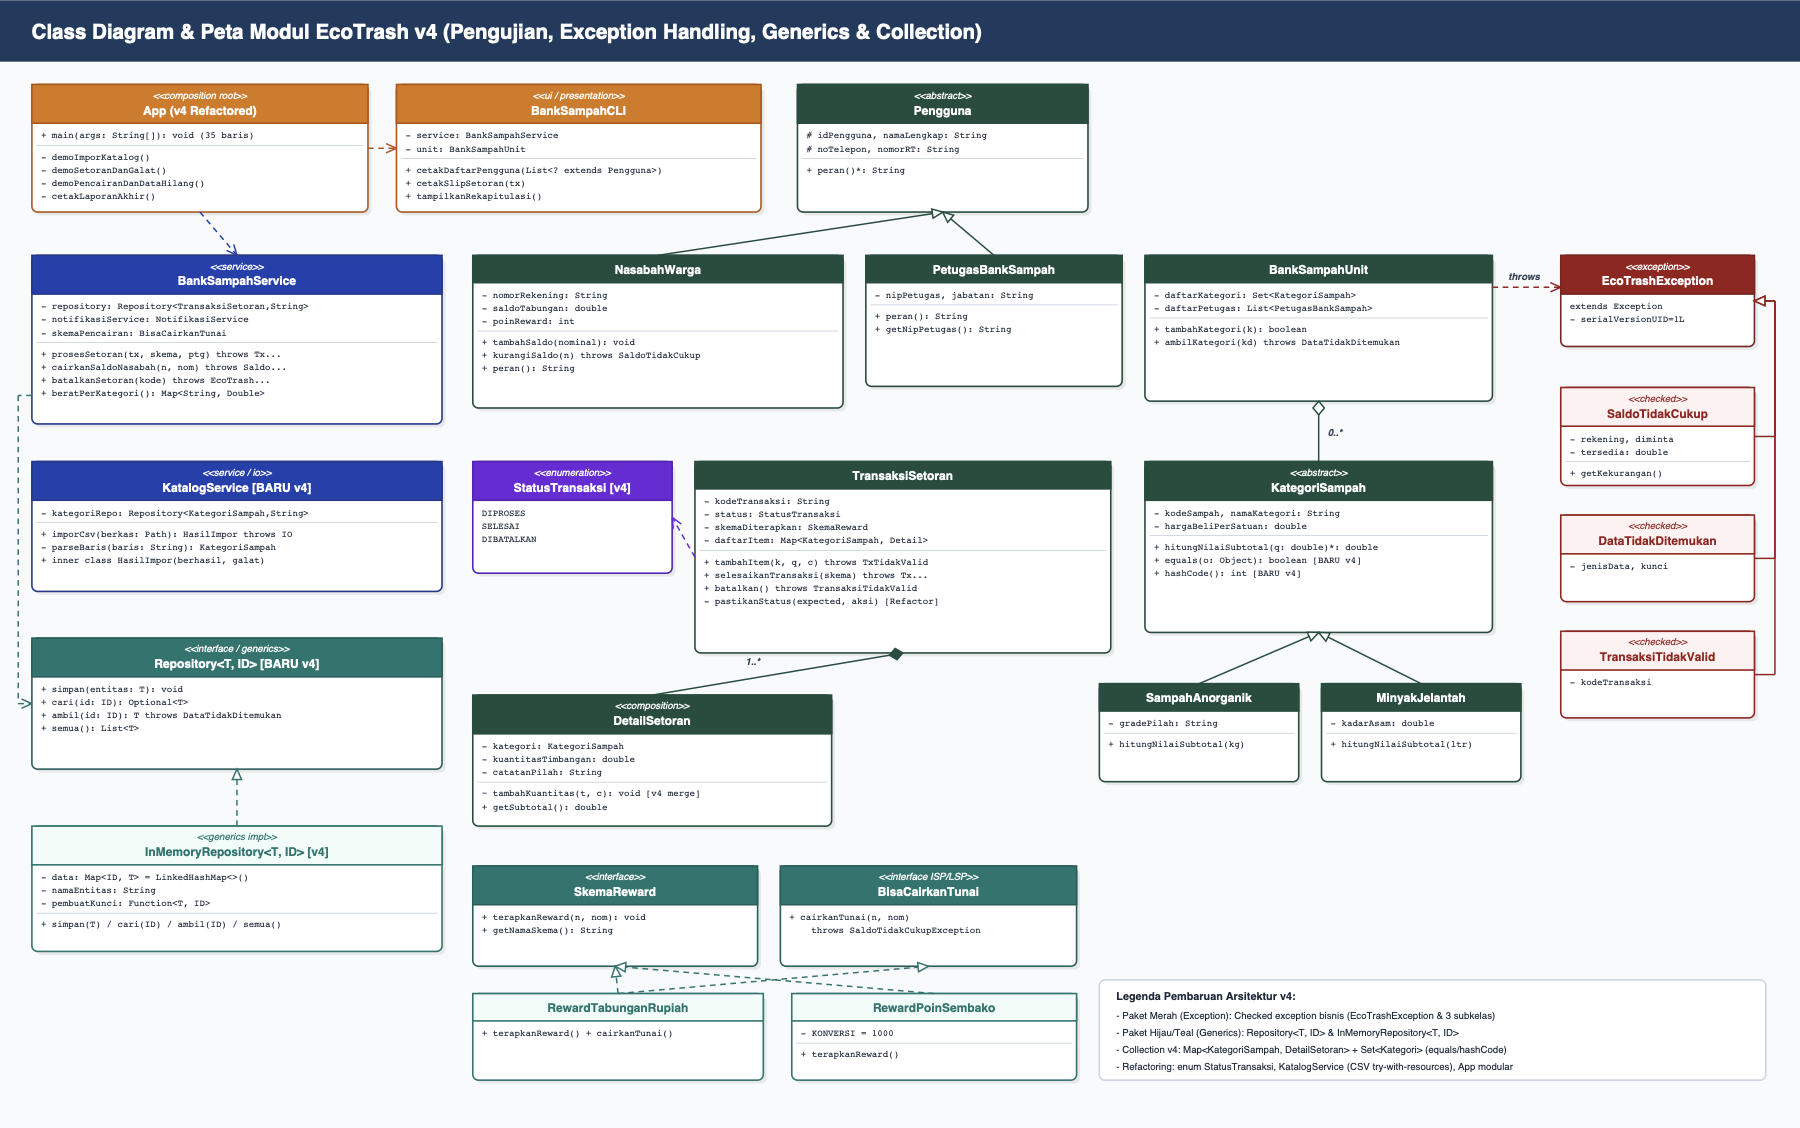 Class Diagram & Peta Modul EcoTrash v4 (Pengujian, Exception Handling, Generics & Collection)
<<composition root>>
App (v4 Refactored)
+ main(args: String[]): void (35 baris)
- demoImporKatalog()
- demoSetoranDanGalat()
- demoPencairanDanDataHilang()
- cetakLaporanAkhir()
<<ui / presentation>>
BankSampahCLI
- service: BankSampahService
- unit: BankSampahUnit
+ cetakDaftarPengguna(List<? extends Pengguna>)
+ cetakSlipSetoran(tx)
+ tampilkanRekapitulasi()
<<abstract>>
Pengguna
# idPengguna, namaLengkap: String
# noTelepon, nomorRT: String
+ peran()*: String
<<service>>
BankSampahService
- repository: Repository<TransaksiSetoran,String>
- notifikasiService: NotifikasiService
- skemaPencairan: BisaCairkanTunai
+ prosesSetoran(tx, skema, ptg) throws Tx...
+ cairkanSaldoNasabah(n, nom) throws Saldo...
+ batalkanSetoran(kode) throws EcoTrash...
+ beratPerKategori(): Map<String, Double>
NasabahWarga
- nomorRekening: String
- saldoTabungan: double
- poinReward: int
+ tambahSaldo(nominal): void
+ kurangiSaldo(n) throws SaldoTidakCukup
+ peran(): String
PetugasBankSampah
- nipPetugas, jabatan: String
+ peran(): String
+ getNipPetugas(): String
BankSampahUnit
- daftarKategori: Set<KategoriSampah>
- daftarPetugas: List<PetugasBankSampah>
+ tambahKategori(k): boolean
+ ambilKategori(kd) throws DataTidakDitemukan
throws
<<exception>>
EcoTrashException
extends Exception
- serialVersionUID=1L
0..*
<<checked>>
SaldoTidakCukup
- rekening, diminta
- tersedia: double
+ getKekurangan()
<<service / io>>
KatalogService [BARU v4]
- kategoriRepo: Repository<KategoriSampah,String>
+ imporCsv(berkas: Path): HasilImpor throws IO
- parseBaris(baris: String): KategoriSampah
+ inner class HasilImpor(berhasil, galat)
<<enumeration>>
StatusTransaksi [v4]
DIPROSES
SELESAI
DIBATALKAN
TransaksiSetoran
- kodeTransaksi: String
- status: StatusTransaksi
- skemaDiterapkan: SkemaReward
- daftarItem: Map<KategoriSampah, Detail>
+ tambahItem(k, q, c) throws TxTidakValid
+ selesaikanTransaksi(skema) throws Tx...
+ batalkan() throws TransaksiTidakValid
- pastikanStatus(expected, aksi) [Refactor]
<<abstract>>
KategoriSampah
- kodeSampah, namaKategori: String
- hargaBeliPerSatuan: double
+ hitungNilaiSubtotal(q: double)*: double
+ equals(o: Object): boolean [BARU v4]
+ hashCode(): int [BARU v4]
<<checked>>
DataTidakDitemukan
- jenisData, kunci
<<interface / generics>>
Repository<T, ID> [BARU v4]
+ simpan(entitas: T): void
+ cari(id: ID): Optional<T>
+ ambil(id: ID): T throws DataTidakDitemukan
+ semua(): List<T>
1..*
<<composition>>
DetailSetoran
- kategori: KategoriSampah
- kuantitasTimbangan: double
- catatanPilah: String
~ tambahKuantitas(t, c): void [v4 merge]
+ getSubtotal(): double
SampahAnorganik
- gradePilah: String
+ hitungNilaiSubtotal(kg)
MinyakJelantah
- kadarAsam: double
+ hitungNilaiSubtotal(ltr)
<<checked>>
TransaksiTidakValid
- kodeTransaksi
<<generics impl>>
InMemoryRepository<T, ID> [v4]
- data: Map<ID, T> = LinkedHashMap<>()
- namaEntitas: String
- pembuatKunci: Function<T, ID>
+ simpan(T) / cari(ID) / ambil(ID) / semua()
<<interface>>
SkemaReward
+ terapkanReward(n, nom): void
+ getNamaSkema(): String
<<interface ISP/LSP>>
BisaCairkanTunai
+ cairkanTunai(n, nom)
throws SaldoTidakCukupException
RewardTabunganRupiah
+ terapkanReward() + cairkanTunai()
RewardPoinSembako
- KONVERSI = 1000
+ terapkanReward()
Legenda Pembaruan Arsitektur v4:
- Paket Merah (Exception): Checked exception bisnis (EcoTrashException & 3 subkelas)
- Paket Hijau/Teal (Generics): Repository<T, ID> & InMemoryRepository<T, ID>
- Collection v4: Map<KategoriSampah, DetailSetoran> + Set<Kategori> (equals/hashCode)
- Refactoring: enum StatusTransaksi, KatalogService (CSV try-with-resources), App modular